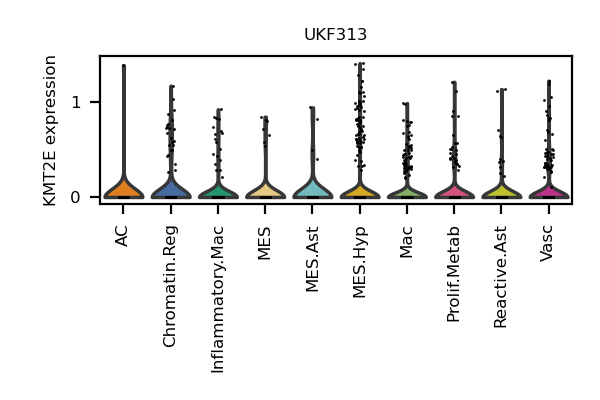 UKF313
KMT2E expression
1
0
AC
Chromatin.Reg
Inflammatory.Mac
MES
MES.Ast
MES.Hyp
Mac
Prolif.Metab
Reactive.Ast
Vasc